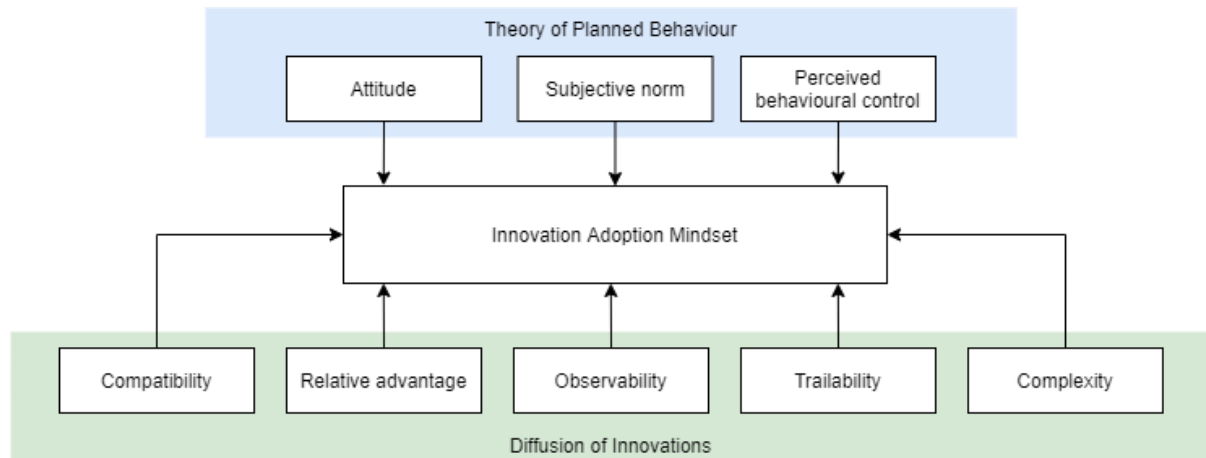 Theory of Planned Behaviour
Attitude
Subjective norm
Perceived
behavioural control
Innovation Adoption Mindset
Compatibility
Relative advantage
Observability
Trailability
Complexity
Diffusion of Innovations